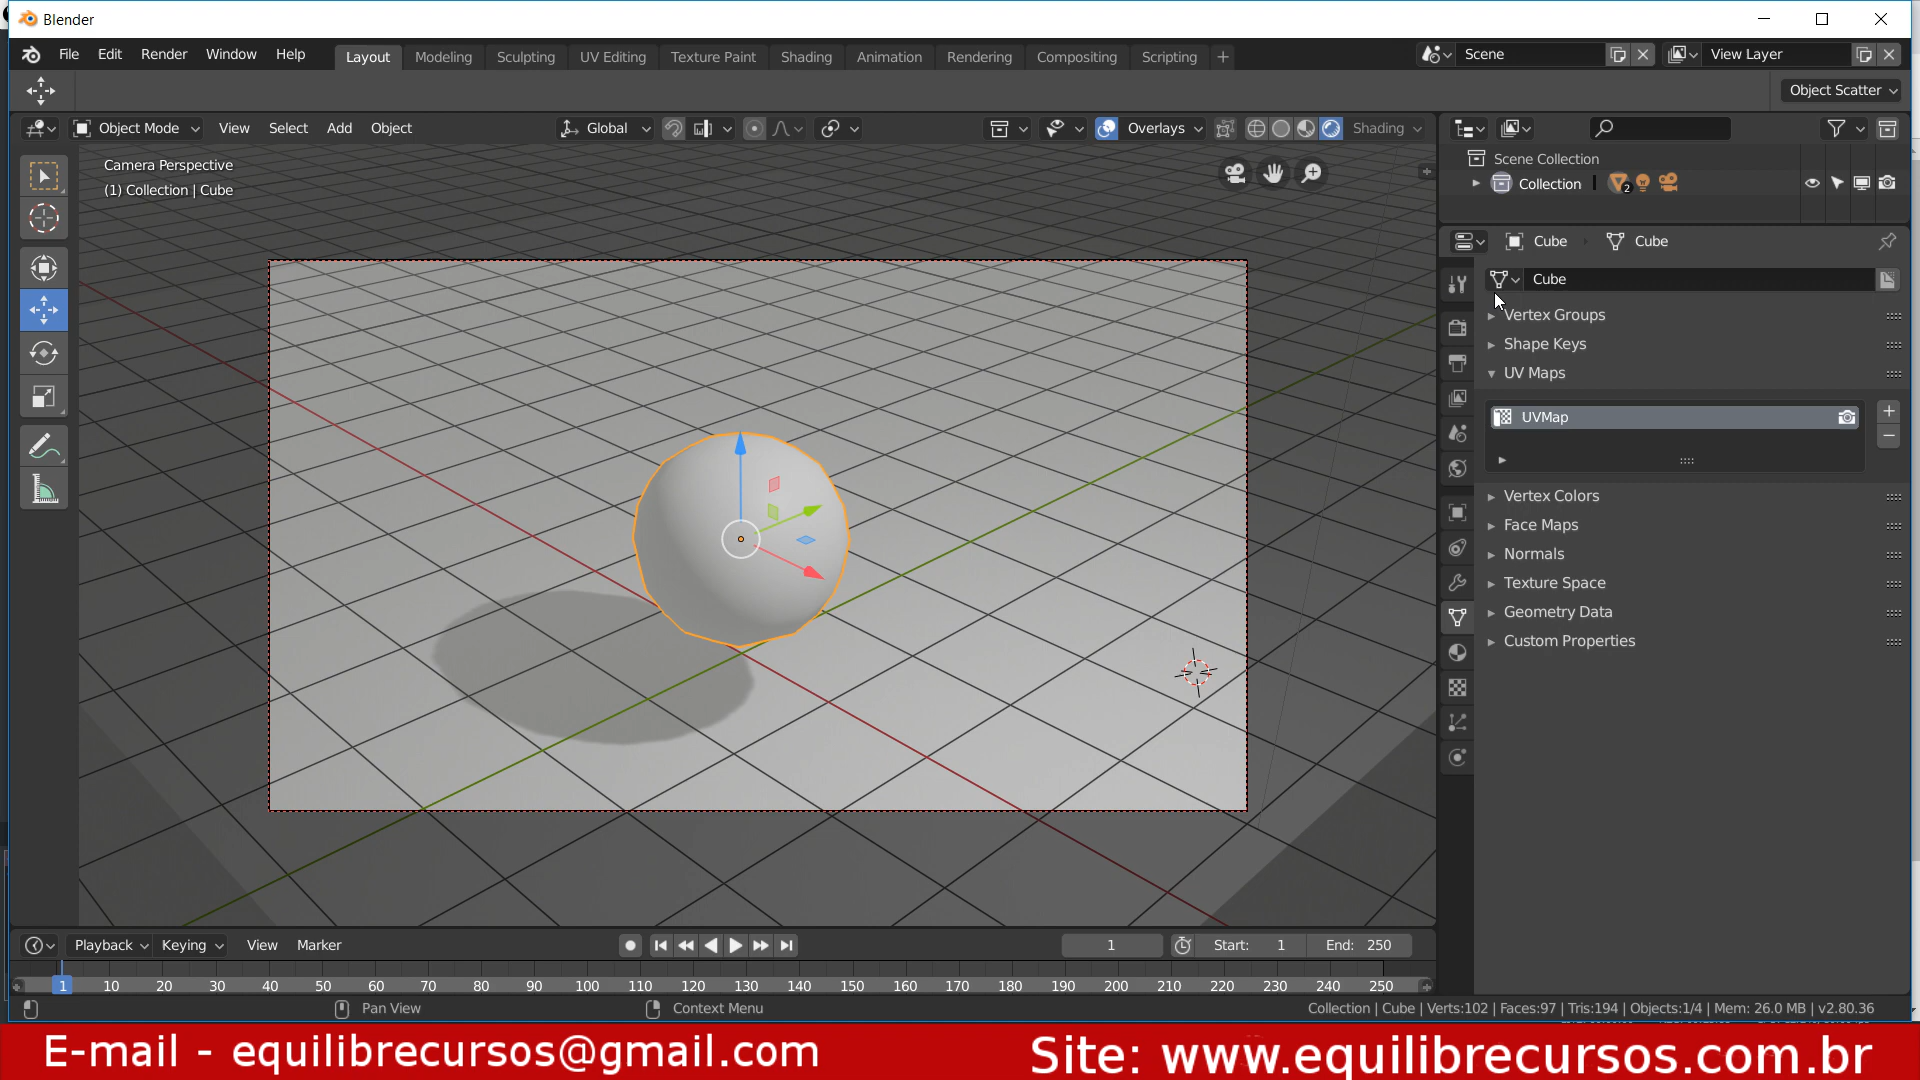 Blender
File Edit Render Window Help Layout Modeling Sculpting UV Editing Texture Paint Shading Animation Rendering Compositing Scripting + Scene View Layer
Object Scatter
Object Mode View Select Add Object Global Overlays Shading
Camera Perspective
(1) Collection | Cube
Scene Collection
Collection 2
Cube Cube
Cube
Vertex Groups
Shape Keys
UV Maps
UVMap
Vertex Colors
Face Maps
Normals
Texture Space
Geometry Data
Custom Properties
Playback Keying View Marker 1 Start: 1 End: 250
1 10 20 30 40 50 60 70 80 90 100 110 120 130 140 150 160 170 180 190 200 210 220 230 240 250
Pan View Context Menu Collection | Cube | Verts:102 | Faces:97 | Tris:194 | Objects:1/4 | Mem: 26.0 MB | v2.80.36
E-mail - equilibrecursos@gmail.com Site: www.equilibrecursos.com.br